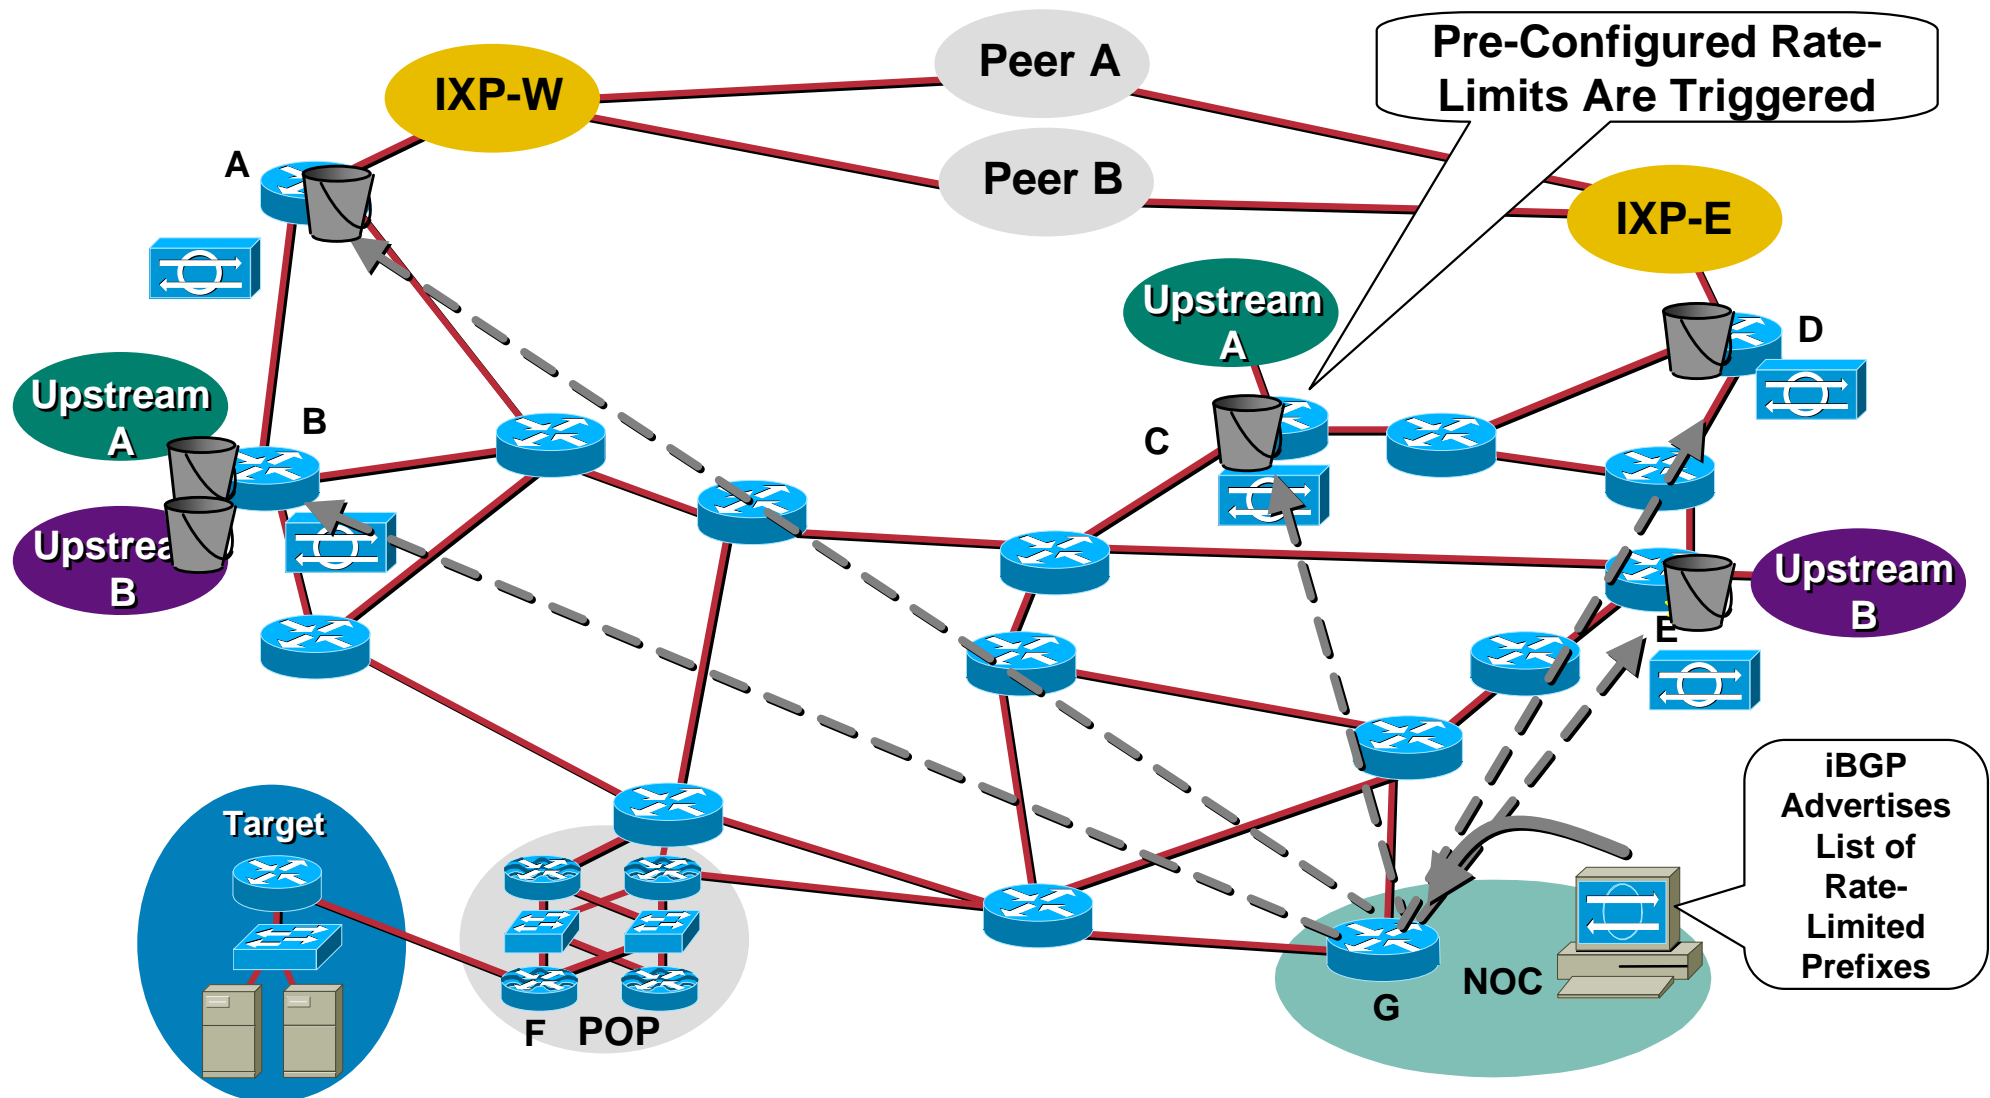 Peer A
Pre-Configured Rate-
Limits Are Triggered
IXP-W
A
Peer B
IXP-E
Upstream
A
D
Upstream
A
B
C
Upstrea
B
Upstream
B
E
iBGP
Advertises
List of
Rate-
Limited
Prefixes
Target
NOC
G
F
POP